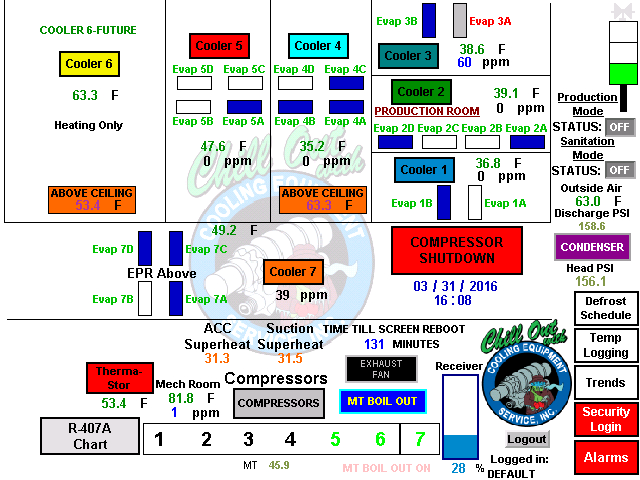 COOLER 6-FUTURE
Cooler 6
63.3 F
Heating Only
ABOVE CEILING
53.4 F
Cooler 5
Evap 5D Evap 5C
Evap 5B Evap 5A
47.6 F
0 ppm
Cooler 4
Evap 4D Evap 4C
Evap 4B Evap 4A
35.2 F
0 ppm
ABOVE CEILING
63.3 F
Evap 3B Evap 3A
Cooler 3
38.6 F
60 ppm
Cooler 2
39.1 F
0 ppm
PRODUCTION ROOM
Evap 2D Evap 2C Evap 2B Evap 2A
Cooler 1
36.8 F
0 ppm
Evap 1B Evap 1A
Production
Mode
STATUS: OFF
Sanitation
Mode
STATUS: OFF
Outside Air
63.0 F
Discharge PSI
158.6
CONDENSER
Head PSI
156.1
Chill Out with
COOLING EQUIPMENT
SERVICE, INC.
49.2 F
Evap 7D Evap 7C
EPR Above
Evap 7B Evap 7A
Cooler 7
39 ppm
COMPRESSOR
SHUTDOWN
03 / 31 / 2016
16 : 08
Defrost
Schedule
Temp
Logging
Trends
Security
Login
Alarms
ACC
Superheat
31.3
Suction
Superheat
31.5
TIME TILL SCREEN REBOOT
131 MINUTES
Therma-
Stor
53.4 F
Mech Room
81.8 F
1 ppm
Compressors
COMPRESSORS
EXHAUST
FAN
MT BOIL OUT
Receiver
28 %
R-407A
Chart
1 2 3 4 5 6 7
MT 45.9
MT BOIL OUT ON
Chill Out with
COOLING EQUIPMENT
SERVICE, INC.
Logout
Logged in:
DEFAULT